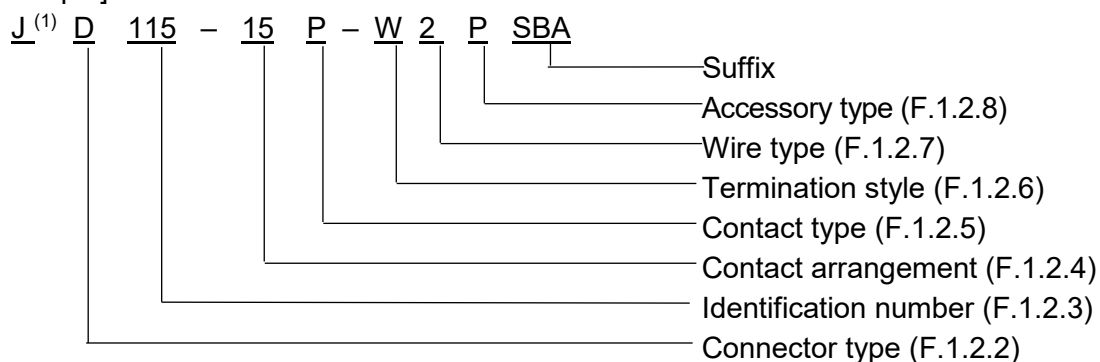 J (1) D 115 – 15 P – W 2 P SBA
Suffix
Accessory type (F.1.2.8)
Wire type (F.1.2.7)
Termination style (F.1.2.6)
Contact type (F.1.2.5)
Contact arrangement (F.1.2.4)
Identification number (F.1.2.3)
Connector type (F.1.2.2)